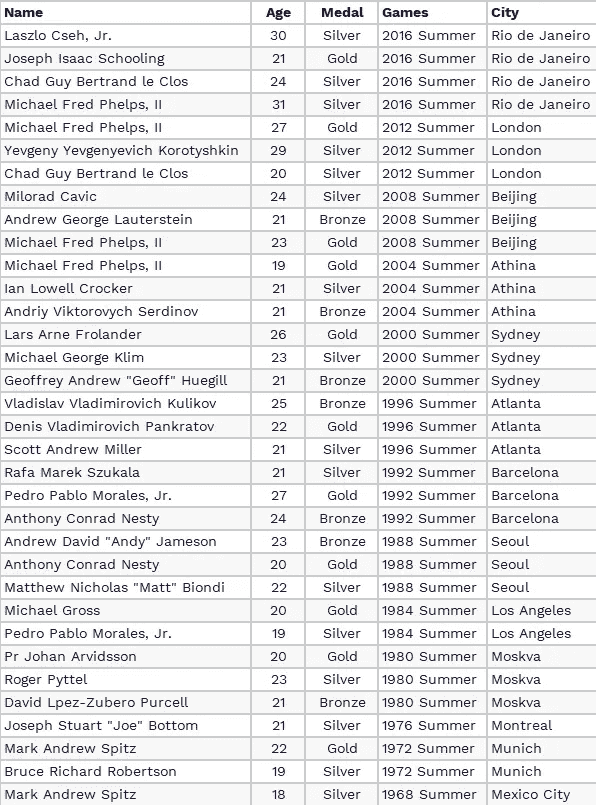 Name Age Medal Games City
Laszlo Cseh, Jr. 30 Silver 2016 Summer Rio de Janeiro
Joseph Isaac Schooling 21 Gold 2016 Summer Rio de Janeiro
Chad Guy Bertrand le Clos 24 Silver 2016 Summer Rio de Janeiro
Michael Fred Phelps, II 31 Silver 2016 Summer Rio de Janeiro
Michael Fred Phelps, II 27 Gold 2012 Summer London
Yevgeny Yevgenyevich Korotyshkin 29 Silver 2012 Summer London
Chad Guy Bertrand le Clos 20 Silver 2012 Summer London
Milorad Cavic 24 Silver 2008 Summer Beijing
Andrew George Lauterstein 21 Bronze 2008 Summer Beijing
Michael Fred Phelps, II 23 Gold 2008 Summer Beijing
Michael Fred Phelps, II 19 Gold 2004 Summer Athina
Ian Lowell Crocker 21 Silver 2004 Summer Athina
Andriy Viktorovych Serdinov 21 Bronze 2004 Summer Athina
Lars Arne Frolander 26 Gold 2000 Summer Sydney
Michael George Klim 23 Silver 2000 Summer Sydney
Geoffrey Andrew "Geoff" Huegill 21 Bronze 2000 Summer Sydney
Vladislav Vladimirovich Kulikov 25 Bronze 1996 Summer Atlanta
Denis Vladimirovich Pankratov 22 Gold 1996 Summer Atlanta
Scott Andrew Miller 21 Silver 1996 Summer Atlanta
Rafa Marek Szukala 21 Silver 1992 Summer Barcelona
Pedro Pablo Morales, Jr. 27 Gold 1992 Summer Barcelona
Anthony Conrad Nesty 24 Bronze 1992 Summer Barcelona
Andrew David "Andy" Jameson 23 Bronze 1988 Summer Seoul
Anthony Conrad Nesty 20 Gold 1988 Summer Seoul
Matthew Nicholas "Matt" Biondi 22 Silver 1988 Summer Seoul
Michael Gross 20 Gold 1984 Summer Los Angeles
Pedro Pablo Morales, Jr. 19 Silver 1984 Summer Los Angeles
Pr Johan Arvidsson 20 Gold 1980 Summer Moskva
Roger Pyttel 23 Silver 1980 Summer Moskva
David Lpez-Zubero Purcell 21 Bronze 1980 Summer Moskva
Joseph Stuart "Joe" Bottom 21 Silver 1976 Summer Montreal
Mark Andrew Spitz 22 Gold 1972 Summer Munich
Bruce Richard Robertson 19 Silver 1972 Summer Munich
Mark Andrew Spitz 18 Silver 1968 Summer Mexico City